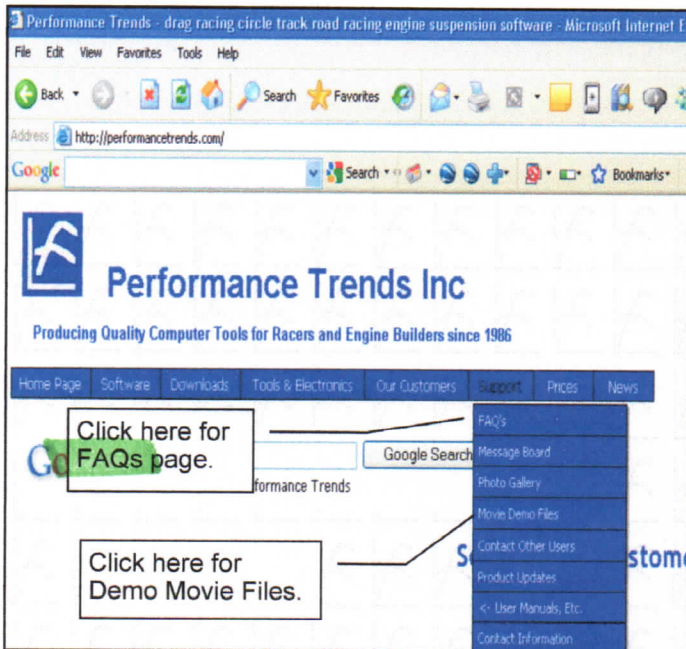 Performance Trends - drag racing circle track road racing engine suspension software - Microsoft Internet E
File Edit View Favorites Tools Help
Back Search Favorites
Address http://performancetrends.com/
Google Search Bookmarks
Performance Trends Inc
Producing Quality Computer Tools for Racers and Engine Builders since 1986
Home Page Software Downloads Tools & Electronics Our Customers Support Prices News
Click here for
FAQs page.
Go
Google Search
formance Trends
FAQ's
Message Board
Photo Gallery
Movie Demo Files
Contact Other Users
Product Updates
<- User Manuals, Etc.
Contact Information
Click here for
Demo Movie Files.
S
stome